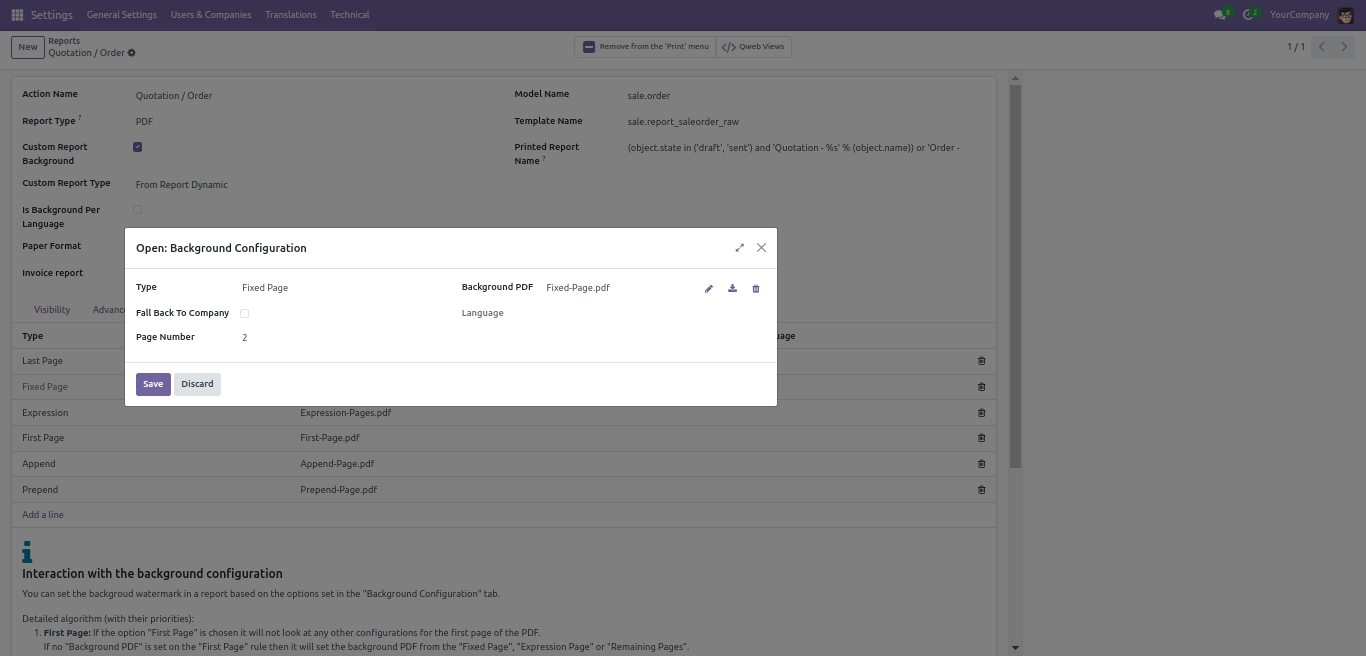 Settings General Settings Users & Companies Translations Technical 8 2 YourCompany
New Reports
Quotation / Order
Remove from the 'Print' menu Qweb Views
1 / 1
Action Name Quotation / Order Model Name sale.order
Report Type ? PDF Template Name sale.report_saleorder_raw
Custom Report
Background
Printed Report
Name ?
(object.state in ('draft', 'sent') and 'Quotation - %s' % (object.name)) or 'Order -
Custom Report Type From Report Dynamic
Is Background Per
Language
Paper Format
Invoice report
Open: Background Configuration
Type Fixed Page Background PDF Fixed-Page.pdf
Fall Back To Company Language
Page Number 2
Save Discard
Visibility
Type
Last Page
Fixed Page
Expression Expression-Pages.pdf
First Page First-Page.pdf
Append Append-Page.pdf
Prepend Prepend-Page.pdf
Add a line
Interaction with the background configuration
You can set the backgroud watermark in a report based on the options set in the "Background Configuration" tab.
Detailed algorithm (with their priorities):
1. First Page: If the option "First Page" is chosen it will not look at any other configurations for the first page of the PDF.
If no "Background PDF" is set on the "First Page" rule then it will set the background PDF from the "Fixed Page", "Expression Page" or "Remaining Pages".